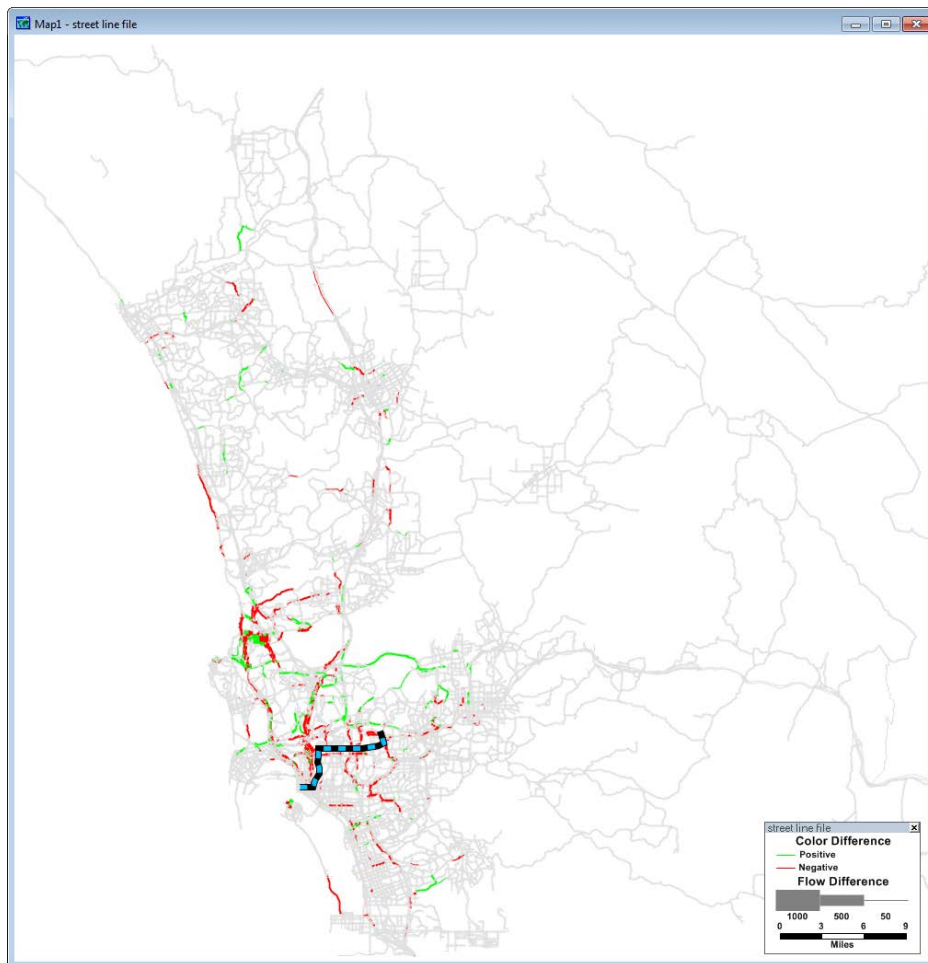 Map1 - street line file
street line file
Color Difference
Positive
Negative
Flow Difference
1000 500 50
0 3 6 9
Miles